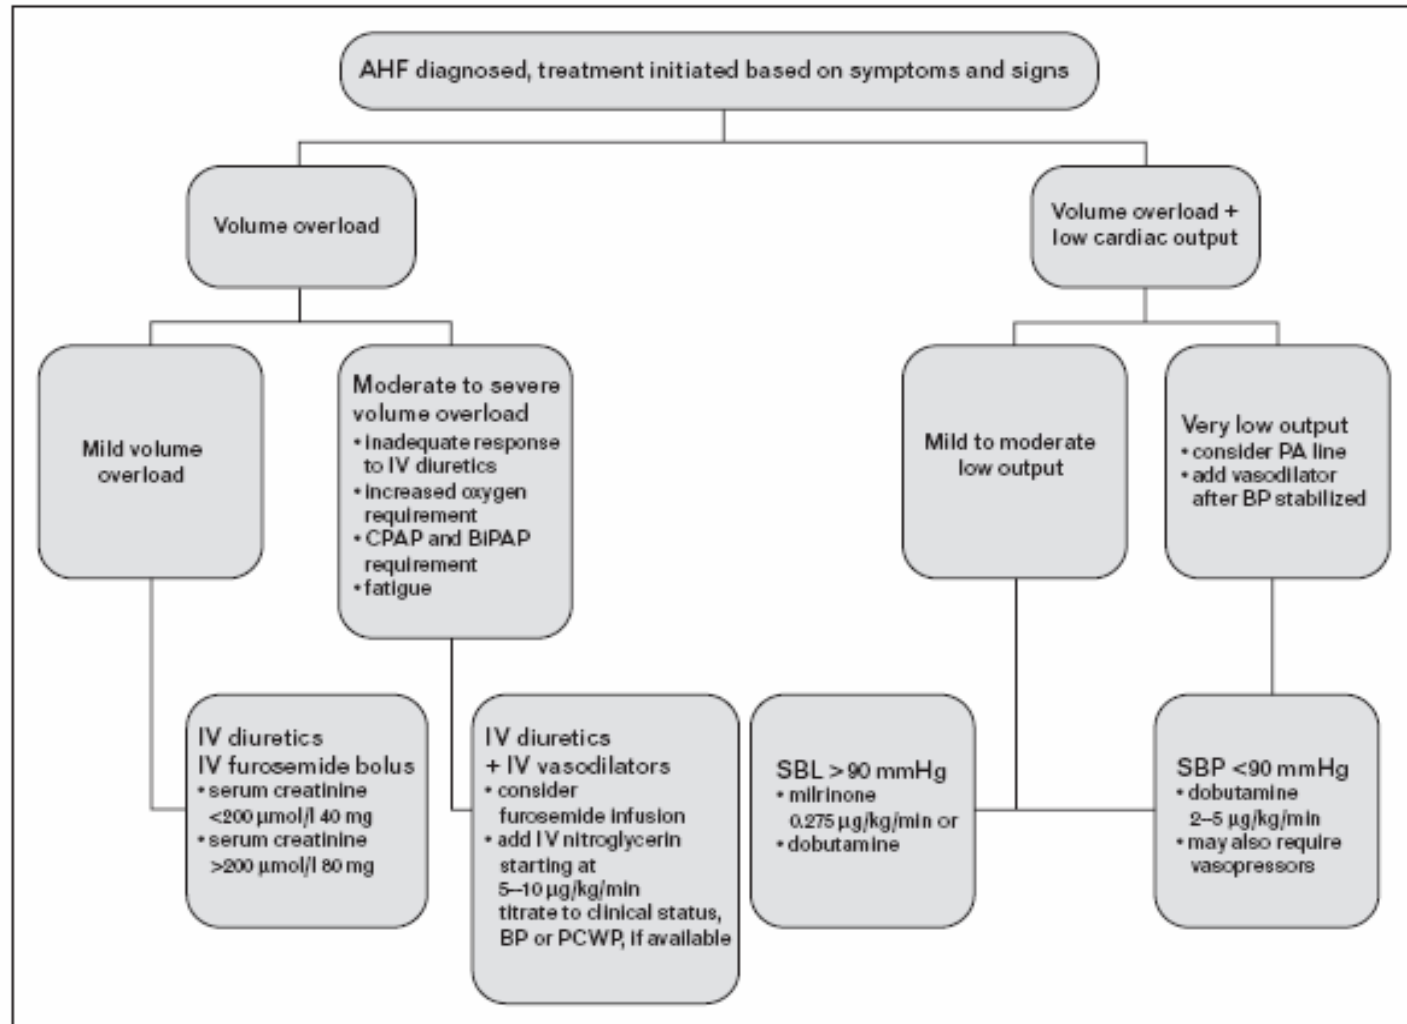 AHF diagnosed, treatment initiated based on symptoms and signs
Volume overload
Volume overload +
low cardiac output
Mild volume
overload
Moderate to severe
volume overload
• inadequate response
to IV diuretics
• increased oxygen
requirement
• CPAP and BiPAP
requirement
• fatigue
Mild to moderate
low output
Very low output
• consider PA line
• add vasodilator
after BP stabilized
IV diuretics
IV furosemide bolus
• serum creatinine
<200 µmol/l 40 mg
• serum creatinine
>200 µmol/l 80 mg
IV diuretics
+ IV vasodilators
• consider
furosemide infusion
• add IV nitroglycerin
starting at
5–10 µg/kg/min
titrate to clinical status,
BP or PCWP, if available
SBL >90 mmHg
• milrinone
0.275 µg/kg/min or
• dobutamine
SBP <90 mmHg
• dobutamine
2–5 µg/kg/min
• may also require
vasopressors